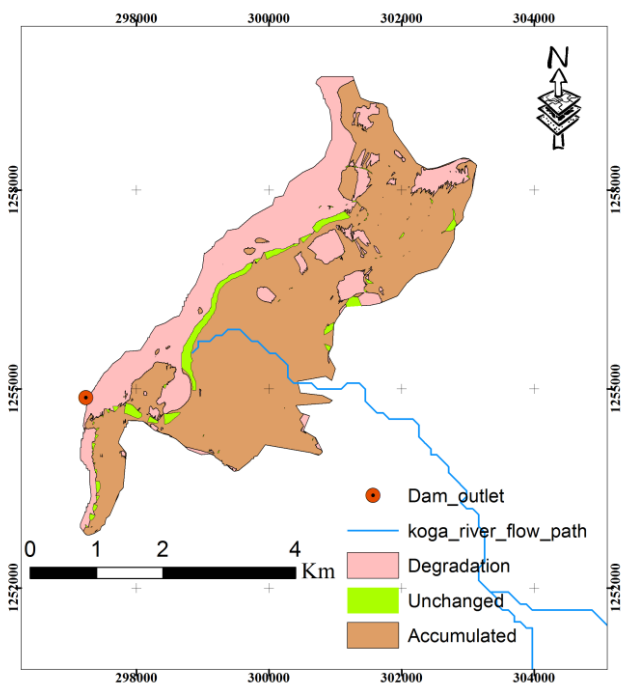 298000 300000 302000 304000
N
1258000 1258000
1255000 1255000
Dam_outlet
koga_river_flow_path
0 1 2 4
Km
Degradation
1252000 1252000
Unchanged
Accumulated
298000 300000 302000 304000